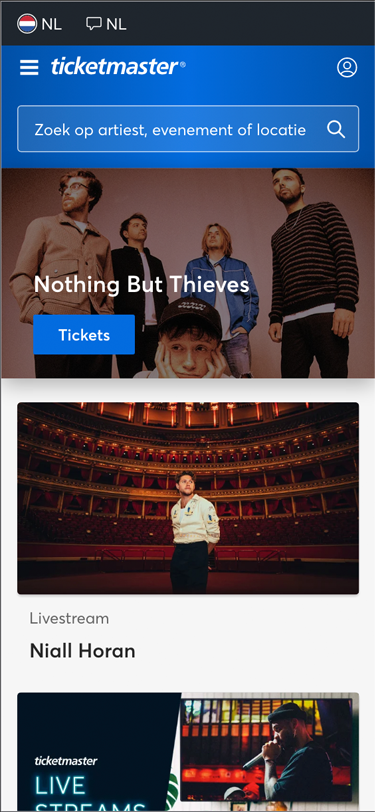 NL NL
ticketmaster®
Zoek op artiest, evenement of locatie
Nothing But Thieves
Tickets
Livestream
Niall Horan
ticketmaster
LIVE
STREAMS